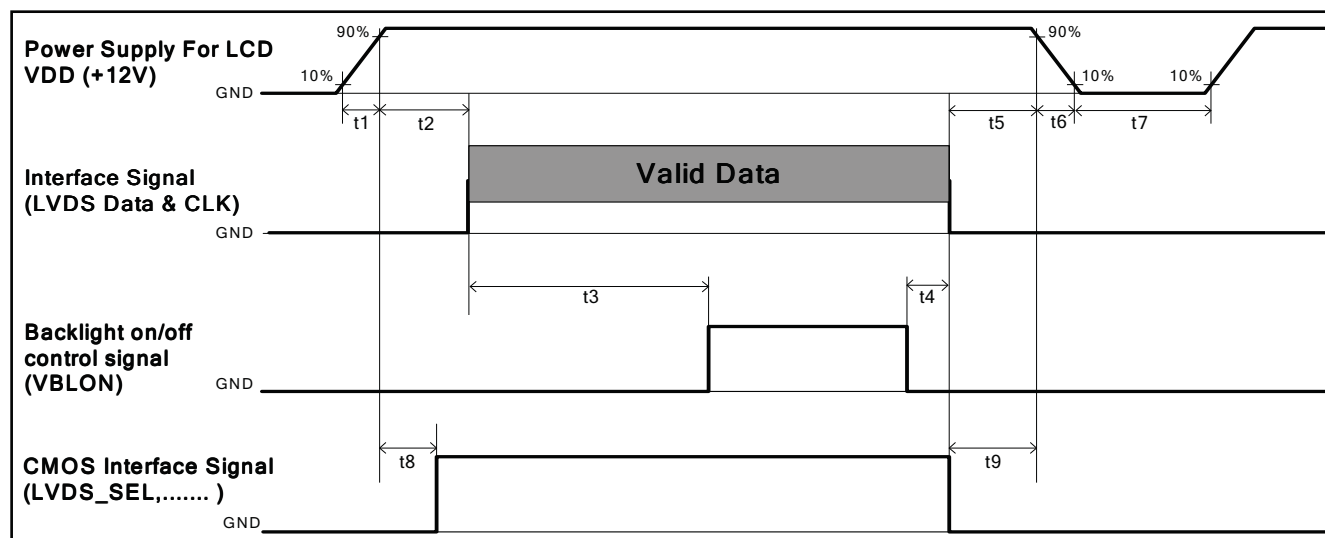 Power Supply For LCD
VDD (+12V)
90%
10%
GND
90%
10%
10%
t1
t2
t5
t6
t7
Interface Signal
(LVDS Data & CLK)
Valid Data
GND
t3
t4
Backlight on/off
control signal
(VBLON)
GND
CMOS Interface Signal
(LVDS_SEL,....... )
t8
t9
GND